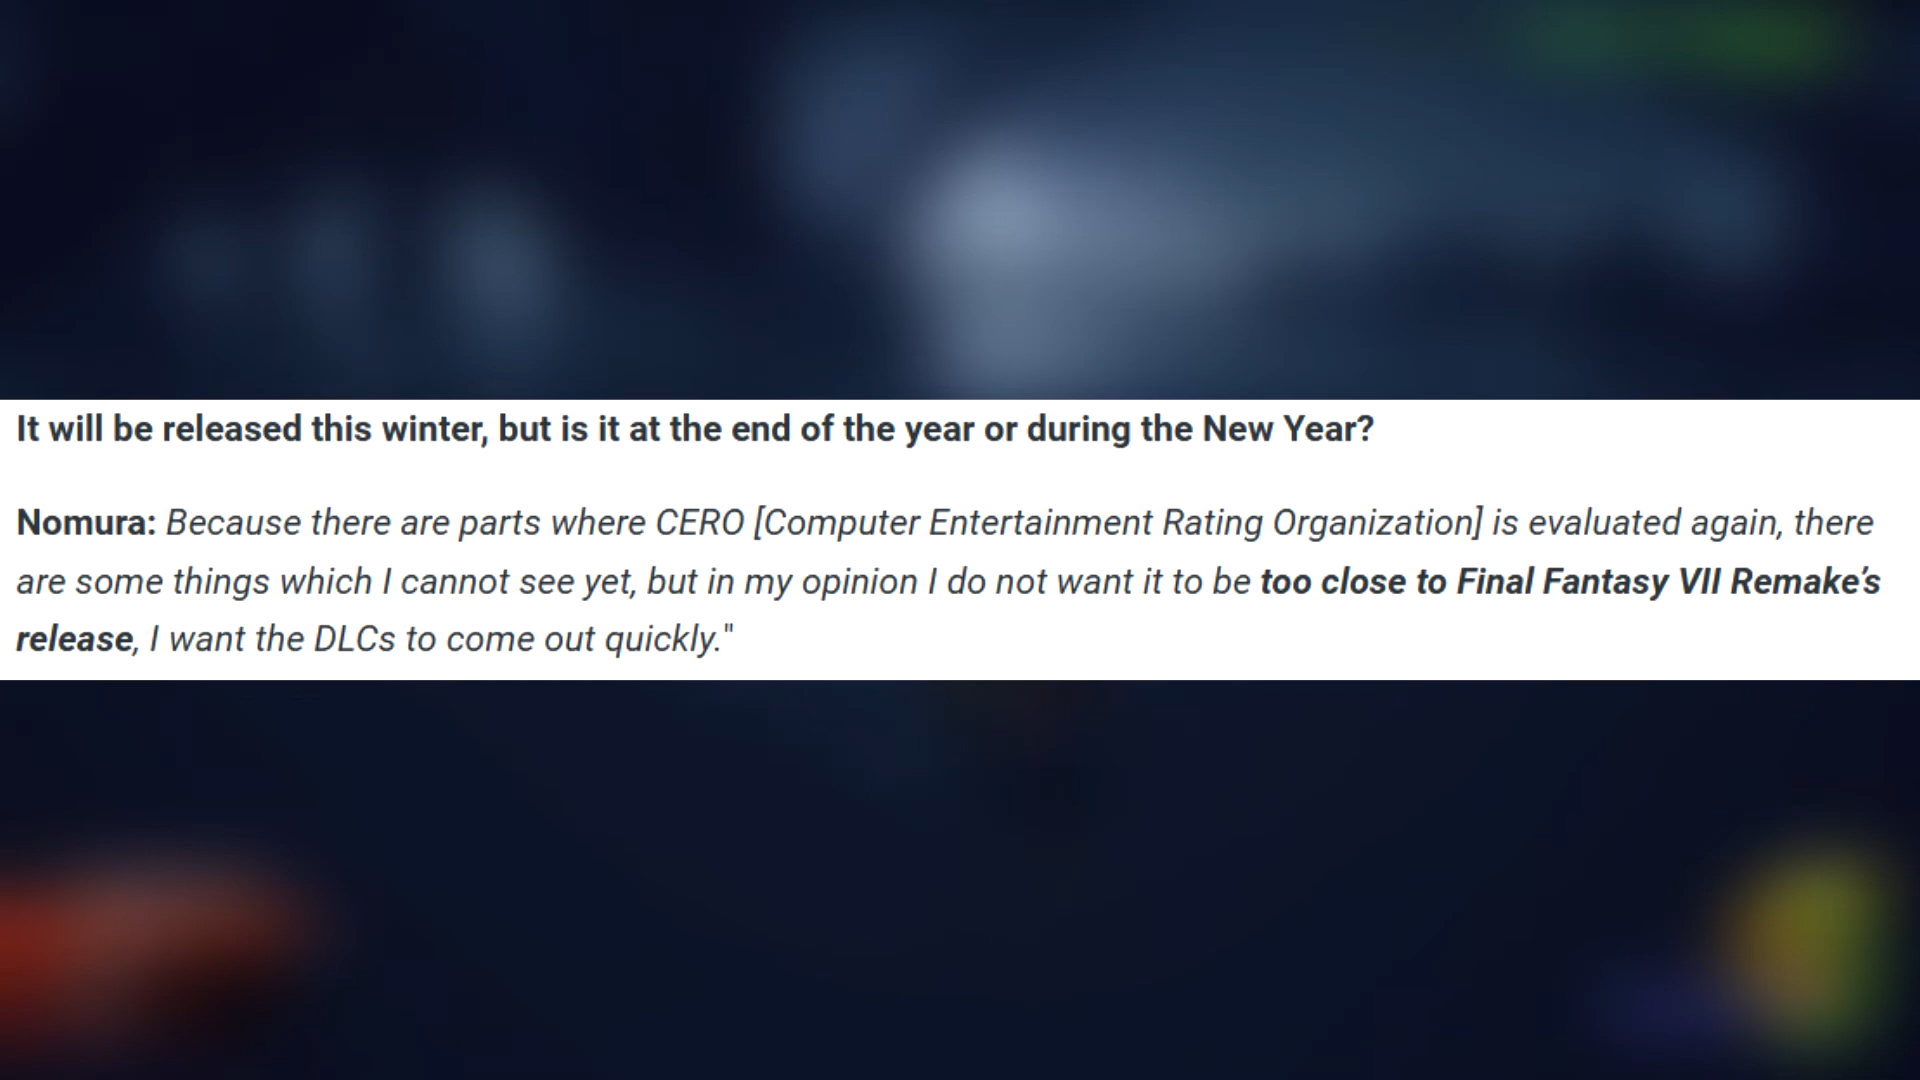 It will be released this winter, but is it at the end of the year or during the New Year?
Nomura: Because there are parts where CERO [Computer Entertainment Rating Organization] is evaluated again, there
are some things which I cannot see yet, but in my opinion I do not want it to be too close to Final Fantasy VII Remake’s
release, I want the DLCs to come out quickly."